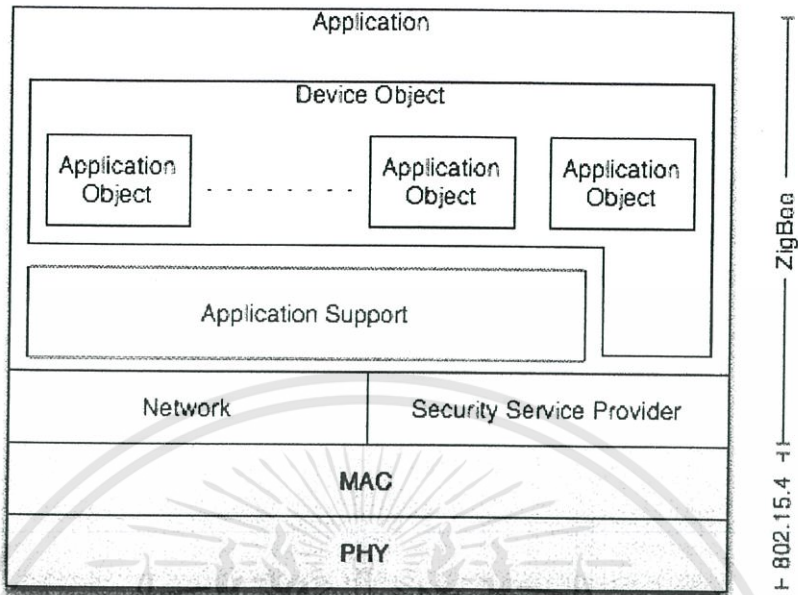 Application
Device Object
Application
Object
Application
Object
Application
Object
Application Support
Network
Security Service Provider
MAC
PHY
ZigBee
802.15.4